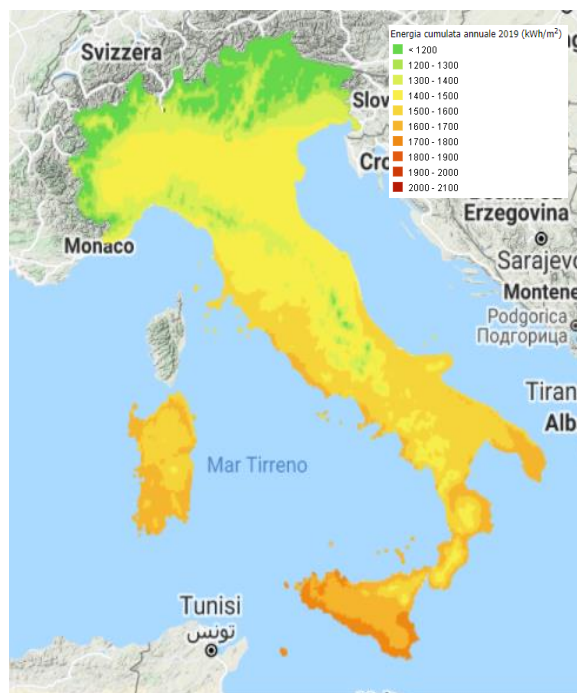 Svizzera
Energia cumulata annuale 2019 (kWh/m²)
< 1200
1200 - 1300
1300 - 1400
1400 - 1500
1500 - 1600
1600 - 1700
1700 - 1800
1800 - 1900
1900 - 2000
2000 - 2100
Slov
Cro
Erzegovina
Monaco
Sarajevo
Montene
Podgorica
Подгорица
Tiran
Alb
Mar Tirreno
Tunisi
تونس